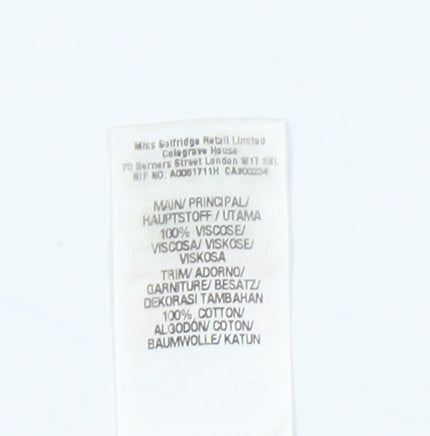 Miss Selfridge Retail Limited
Colegrave House
70 Berners Street London W1T 3NL
NIF NO. A0051711H CA#00234
MAIN/ PRINCIPAL/
HAUPTSTOFF / UTAMA
100% VISCOSE/
VISCOSA/ VISKOSE/
VISKOSA
TRIM/ ADORNO/
GARNITURE/ BESATZ/
DEKORASI TAMBAHAN
100% COTTON/
ALGODÓN/ COTON/
BAUMWOLLE/ KATUN